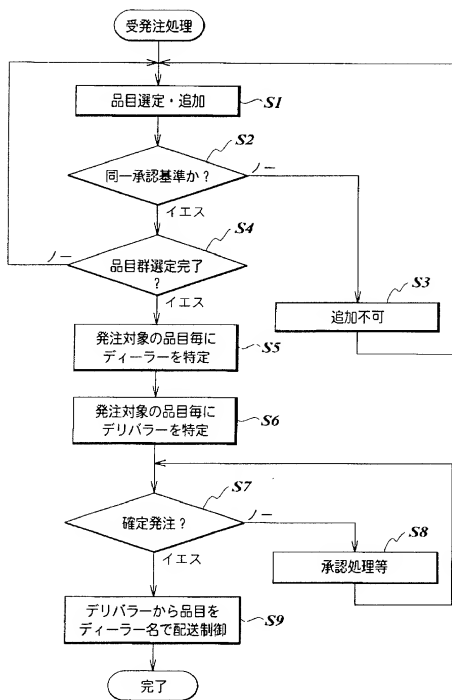 受発注処理
品目選定・追加
S1
S2
同一承認基準か？
ノー
イエス
S4
ノー
品目群選定完了
？
イエス
S3
追加不可
発注対象の品目毎に
ディーラーを特定
S5
発注対象の品目毎に
デリバラーを特定
S6
S7
確定発注？
ノー
イエス
S8
承認処理等
デリバラーから品目を
ディーラー名で配送制御
S9
完了